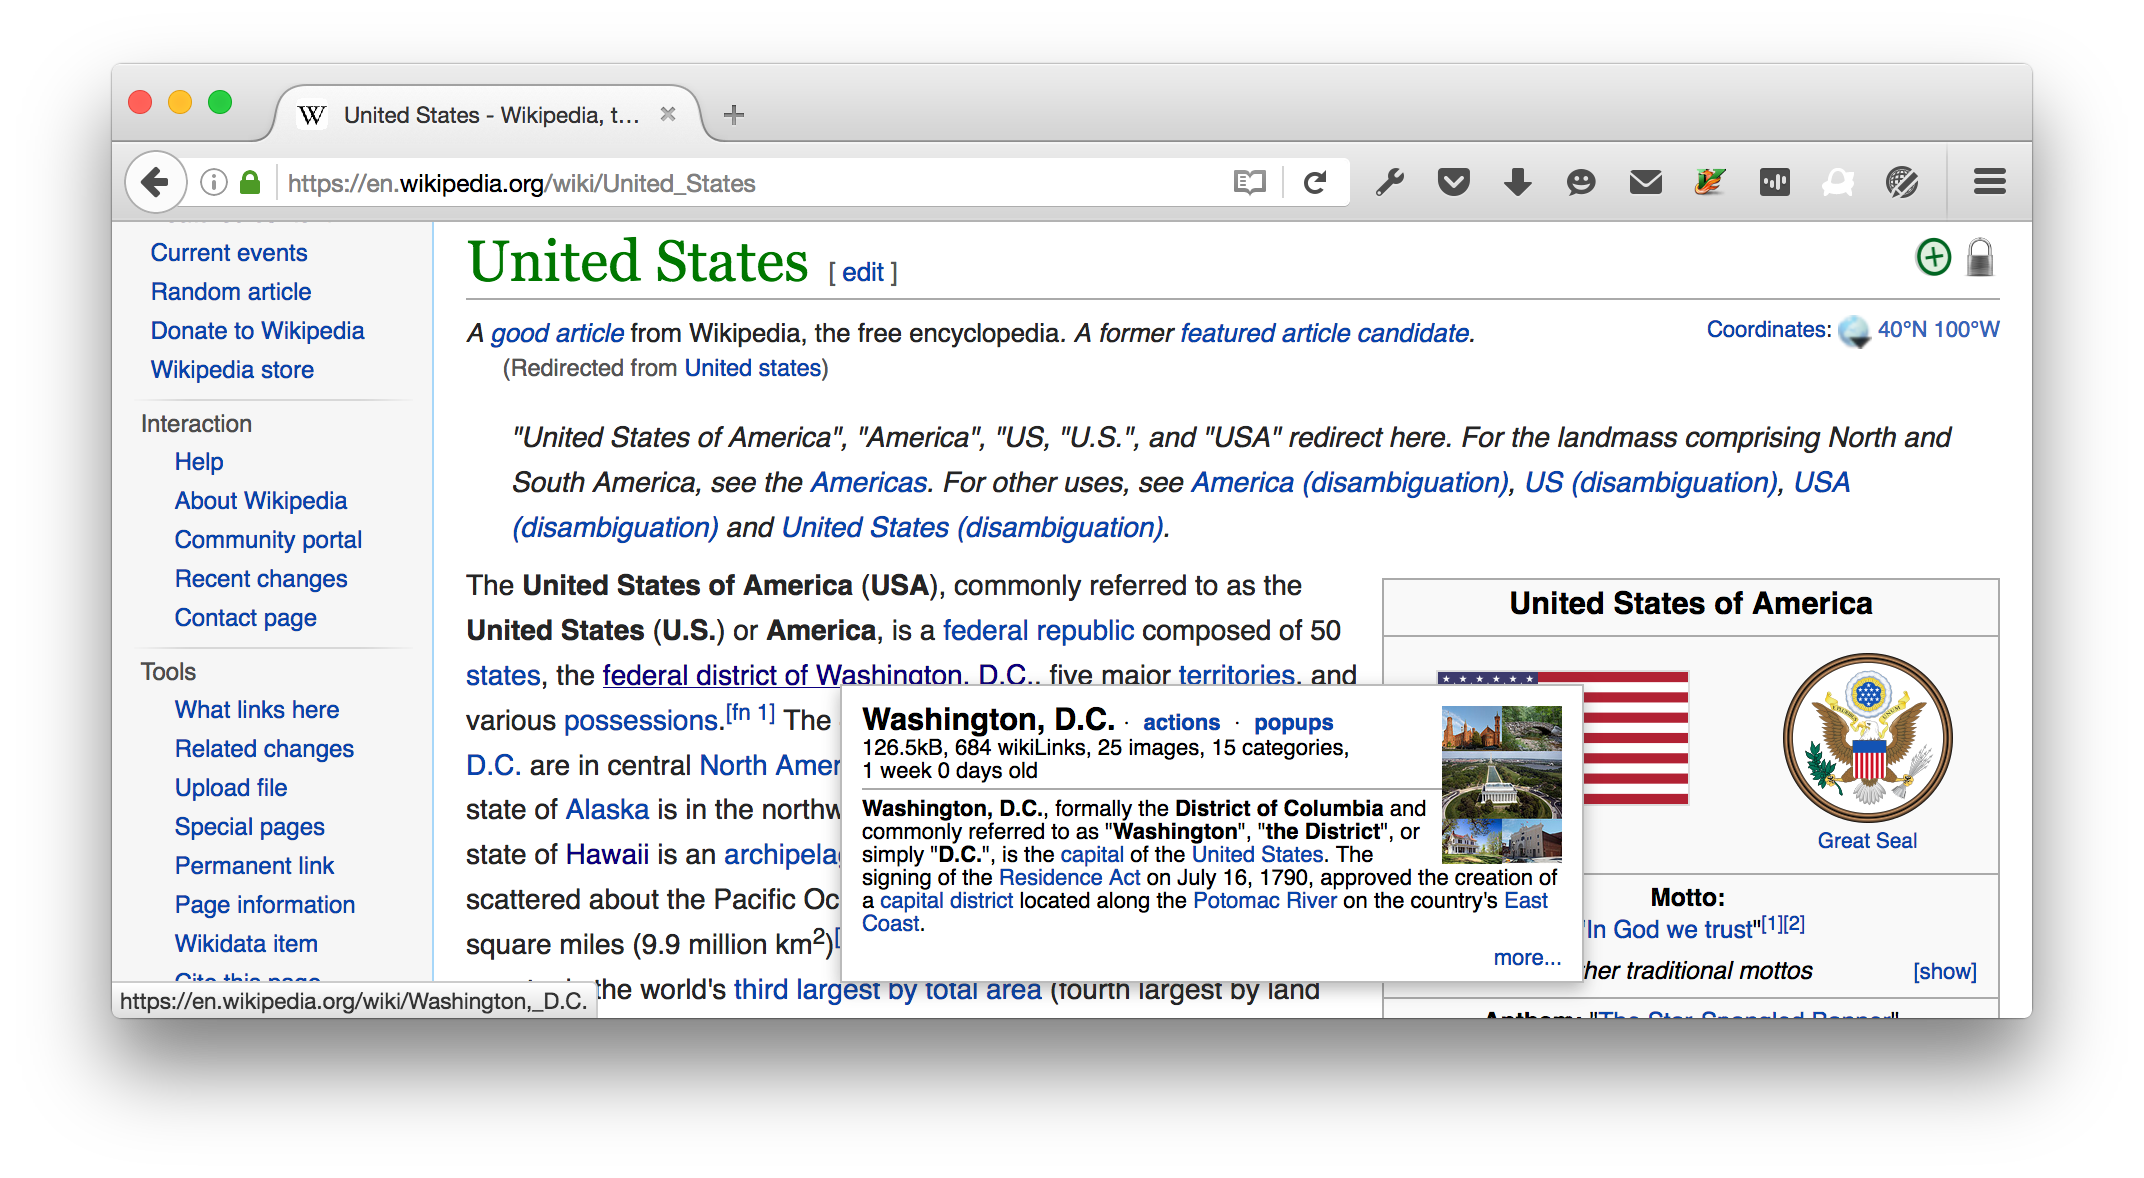 United States - Wikipedia, t...
https://en.wikipedia.org/wiki/United_States
Current events
Random article
Donate to Wikipedia
Wikipedia store
Interaction
Help
About Wikipedia
Community portal
Recent changes
Contact page
Tools
What links here
Related changes
Upload file
Special pages
Permanent link
Page information
Wikidata item
Cite this page
https://en.wikipedia.org/wiki/Washington,_D.C.
United States [ edit ]
A good article from Wikipedia, the free encyclopedia. A former featured article candidate.
(Redirected from United states)
Coordinates: 40°N 100°W
"United States of America", "America", "US, "U.S.", and "USA" redirect here. For the landmass comprising North and
South America, see the Americas. For other uses, see America (disambiguation), US (disambiguation), USA
(disambiguation) and United States (disambiguation).
The United States of America (USA), commonly referred to as the
United States (U.S.) or America, is a federal republic composed of 50
states, the federal district of Washington, D.C., five major territories, and
various possessions.[fn 1] The
D.C. are in central North Amer
state of Alaska is in the northw
state of Hawaii is an archipela
scattered about the Pacific Oc
square miles (9.9 million km2)[
the world's third largest by total area (fourth largest by land
Washington, D.C. · actions · popups
126.5kB, 684 wikiLinks, 25 images, 15 categories,
1 week 0 days old
Washington, D.C., formally the District of Columbia and
commonly referred to as "Washington", "the District", or
simply "D.C.", is the capital of the United States. The
signing of the Residence Act on July 16, 1790, approved the creation of
a capital district located along the Potomac River on the country's East
Coast.
more...
United States of America
Great Seal
Motto:
"In God we trust"[1][2]
her traditional mottos [show]
Anthem: "The Star-Spangled Banner"